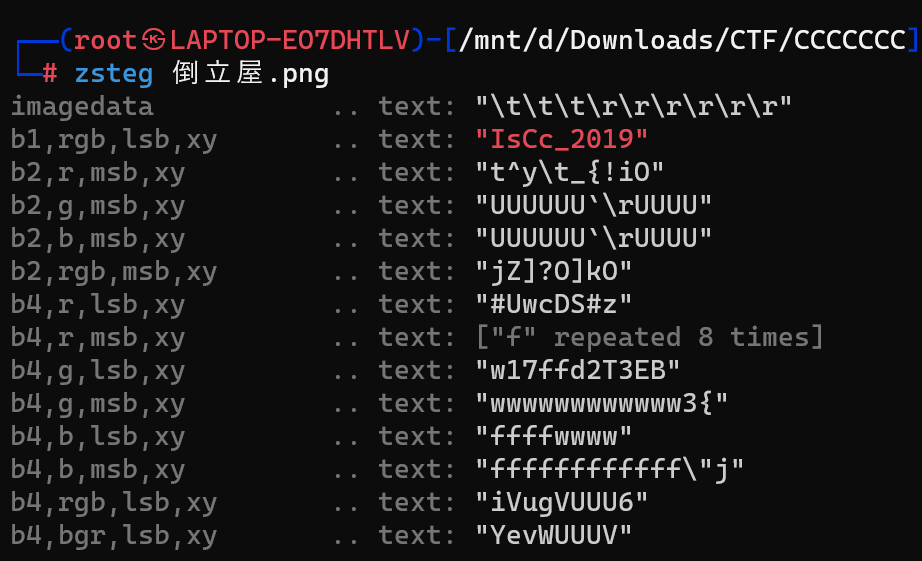 ┌──(root㉿LAPTOP-EO7DHTLV)-[/mnt/d/Downloads/CTF/CCCCCCC]
└─# zsteg 倒立屋.png
imagedata .. text: "\t\t\t\r\r\r\r\r\r"
b1,rgb,lsb,xy .. text: "IsCc_2019"
b2,r,msb,xy .. text: "t^y\t_{!iO"
b2,g,msb,xy .. text: "UUUUUU`\rUUUU"
b2,b,msb,xy .. text: "UUUUUU`\rUUUU"
b2,rgb,msb,xy .. text: "jZ]?O]kO"
b4,r,lsb,xy .. text: "#UwcDS#z"
b4,r,msb,xy .. text: ["f" repeated 8 times]
b4,g,lsb,xy .. text: "w17ffd2T3EB"
b4,g,msb,xy .. text: "wwwwwwwwwwww3{"
b4,b,lsb,xy .. text: "ffffwwww"
b4,b,msb,xy .. text: "ffffffffffff\"j"
b4,rgb,lsb,xy .. text: "iVugVUUU6"
b4,bgr,lsb,xy .. text: "YevWUUUV"